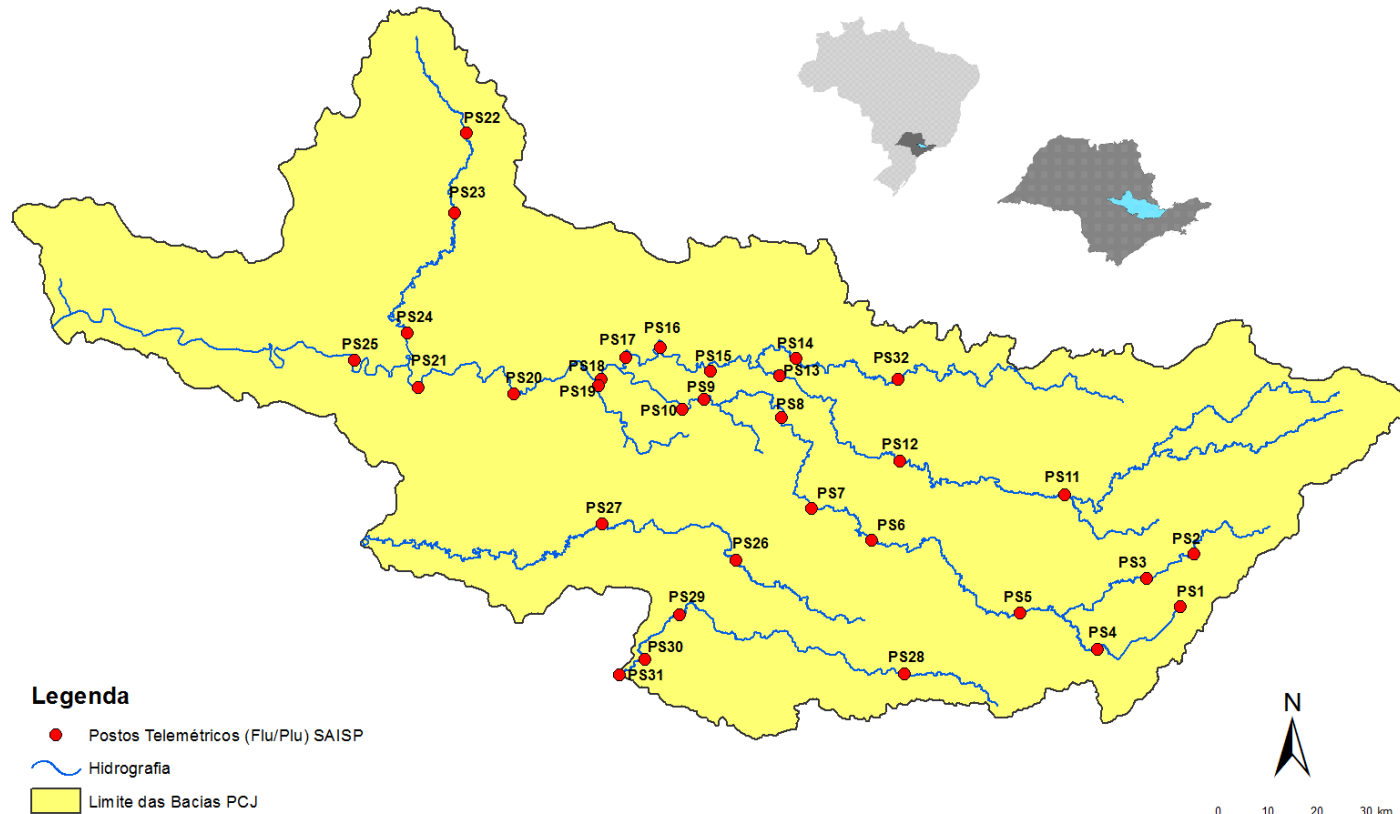 PS22
PS23
PS24
PS25
PS21
PS20
PS17
PS16
PS18
PS19
PS15
PS14
PS13
PS32
PS9
PS10
PS8
PS12
PS11
PS7
PS6
PS27
PS26
PS2
PS3
PS1
PS5
PS4
PS29
PS30
PS31
PS28
Legenda
Postos Telemétricos (Flu/Plu) SAISP
Hidrografia
Limite das Bacias PCJ
N
0 10 20 30 km